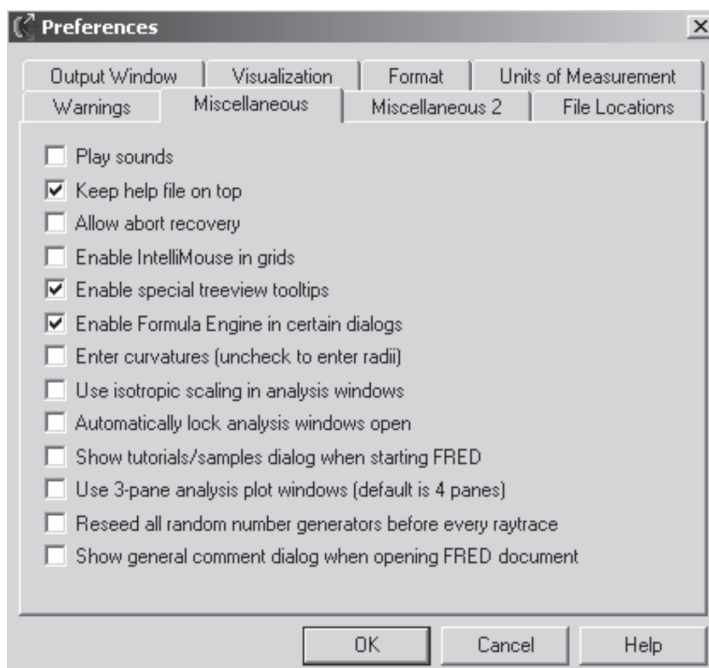 Preferences
Output Window Visualization Format Units of Measurement
Warnings Miscellaneous Miscellaneous 2 File Locations
Play sounds
Keep help file on top
Allow abort recovery
Enable IntelliMouse in grids
Enable special treeview tooltips
Enable Formula Engine in certain dialogs
Enter curvatures (uncheck to enter radii)
Use isotropic scaling in analysis windows
Automatically lock analysis windows open
Show tutorials/samples dialog when starting FRED
Use 3-pane analysis plot windows (default is 4 panes)
Reseed all random number generators before every raytrace
Show general comment dialog when opening FRED document
OK Cancel Help